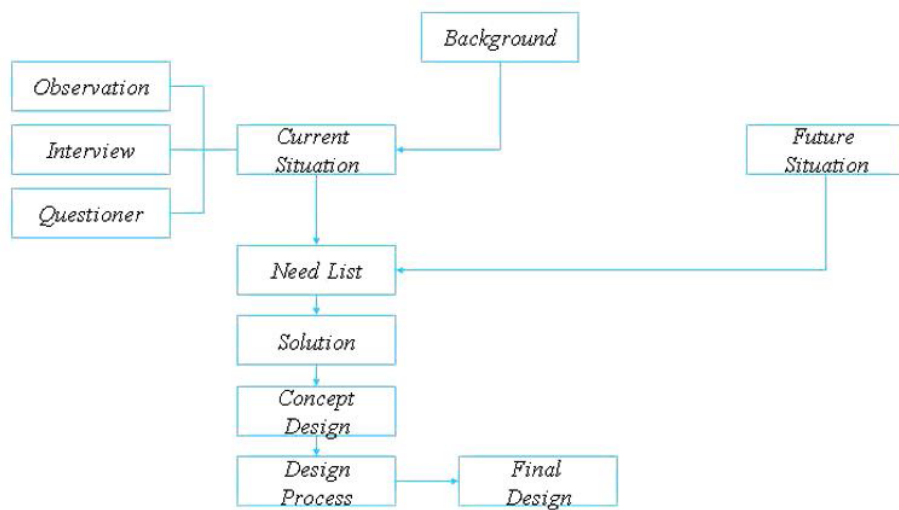 Background
Observation
Interview
Questioner
Current
Situation
Future
Situation
Need List
Solution
Concept
Design
Design
Process
Final
Design